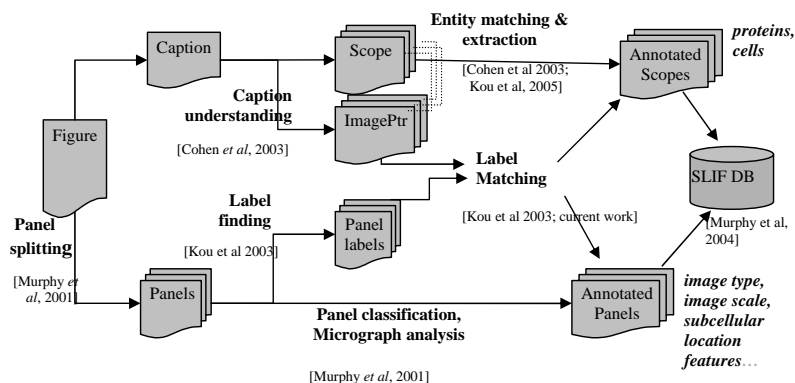 Entity matching &
extraction
proteins,
cells
Caption
Scope
Annotated
Scopes
[Cohen et al 2003;
Kou et al, 2005]
Caption
understanding
ImagePtr
Figure
[Cohen et al, 2003]
Label
Matching
SLIF DB
Panel
splitting
Label
finding
Panel
labels
[Kou et al 2003; current work]
[Murphy et al,
2004]
[Kou et al 2003]
[Murphy et
al, 2001]
Panels
Annotated
Panels
image type,
image scale,
subcellular
location
features…
Panel classification,
Micrograph analysis
[Murphy et al, 2001]